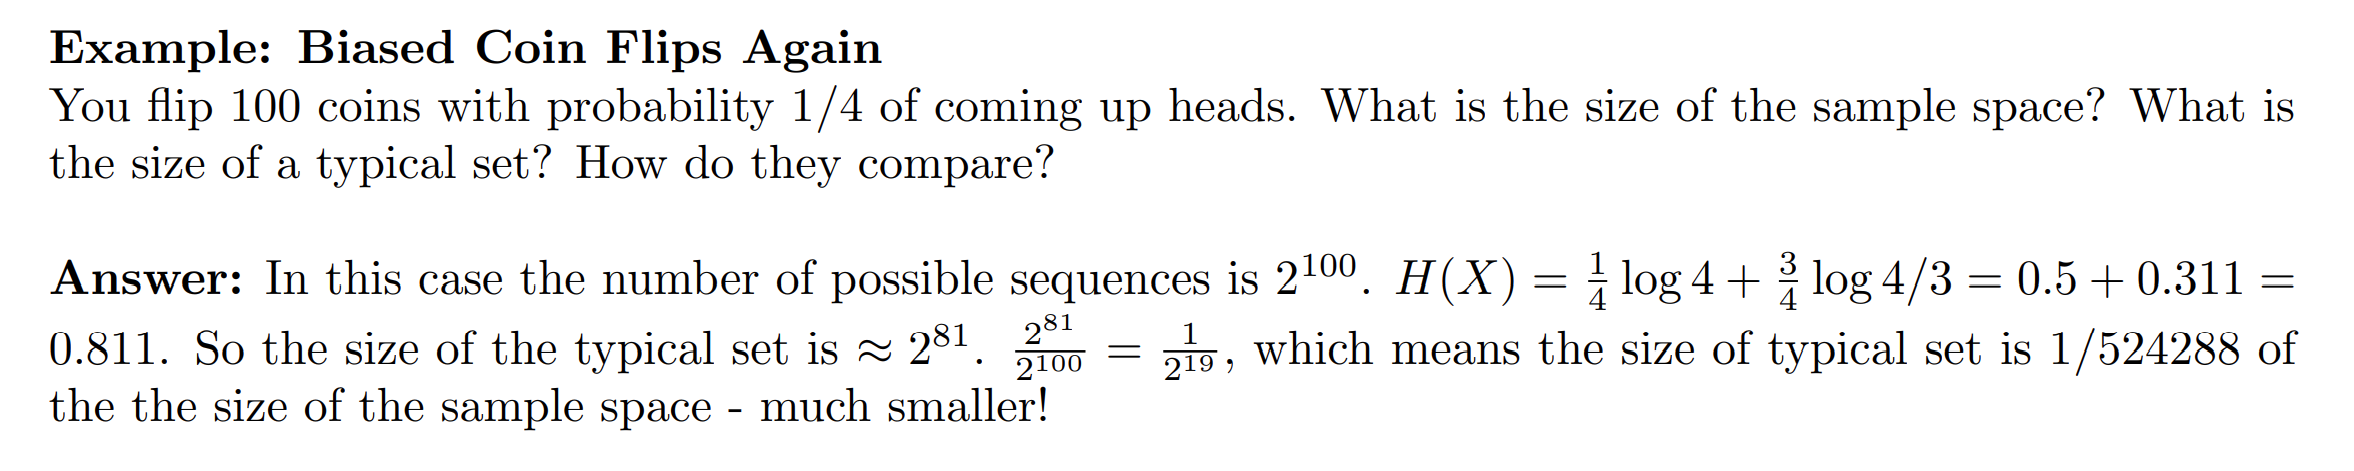 Example: Biased Coin Flips Again
You flip 100 coins with probability 1/4 of coming up heads. What is the size of the sample space? What is
the size of a typical set? How do they compare?
Answer: In this case the number of possible sequences is $2^{100}$. $H(X) = \frac{1}{4} \log 4 + \frac{3}{4} \log 4/3 = 0.5 + 0.311 =$
$0.811$. So the size of the typical set is $\approx 2^{81}$. $\frac{2^{81}}{2^{100}} = \frac{1}{2^{19}}$, which means the size of typical set is 1/524288 of
the the size of the sample space - much smaller!